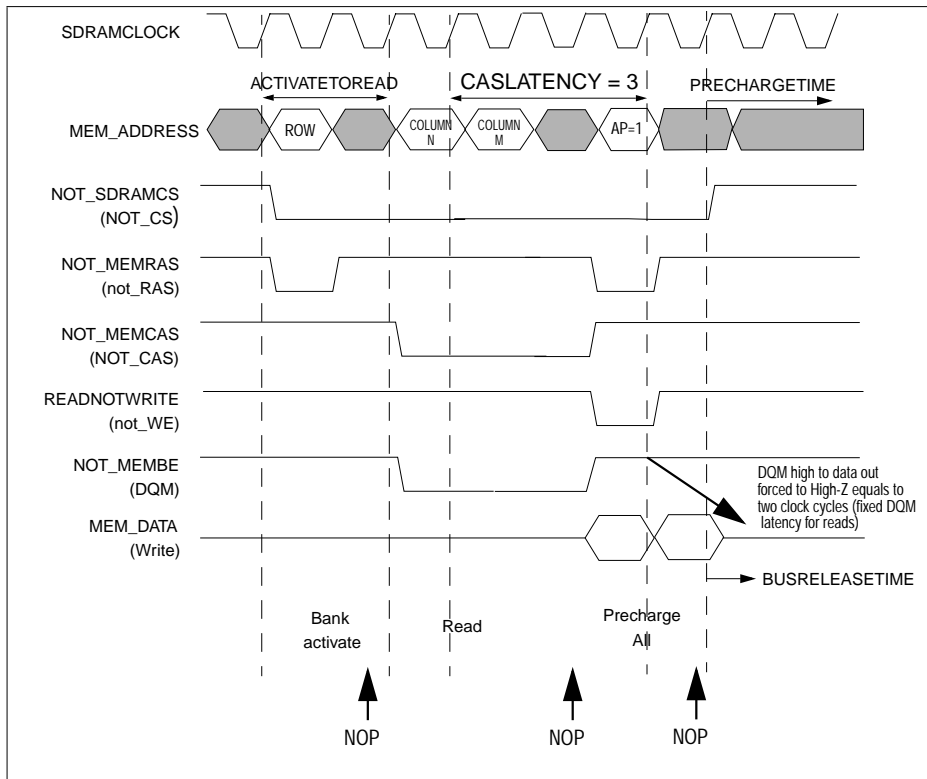 SDRAMCLOCK
ACTIVATETOREAD
CASLATENCY = 3
PRECHARGETIME
MEM_ADDRESS
ROW
COLUMN
N
COLUMN
M
AP=1
NOT_SDRAMCS
(NOT_CS)
NOT_MEMRAS
(not_RAS)
NOT_MEMCAS
(NOT_CAS)
READNOTWRITE
(not_WE)
NOT_MEMBE
(DQM)
DQM high to data out
forced to High-Z equals to
two clock cycles (fixed DQM
latency for reads)
MEM_DATA
(Write)
BUSRELEASETIME
Bank
activate
Read
Precharge
All
NOP
NOP
NOP